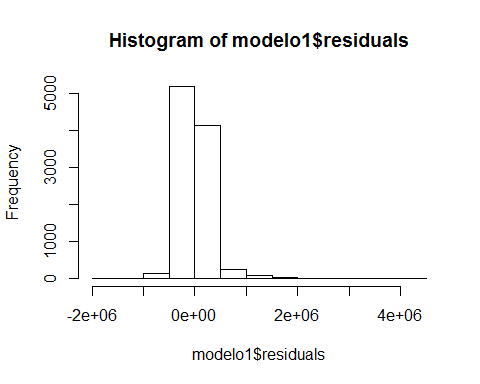 Histogram of modelo1$residuals
Frequency
5000
3000
1000
0
-2e+06
0e+00
2e+06
4e+06
modelo1$residuals